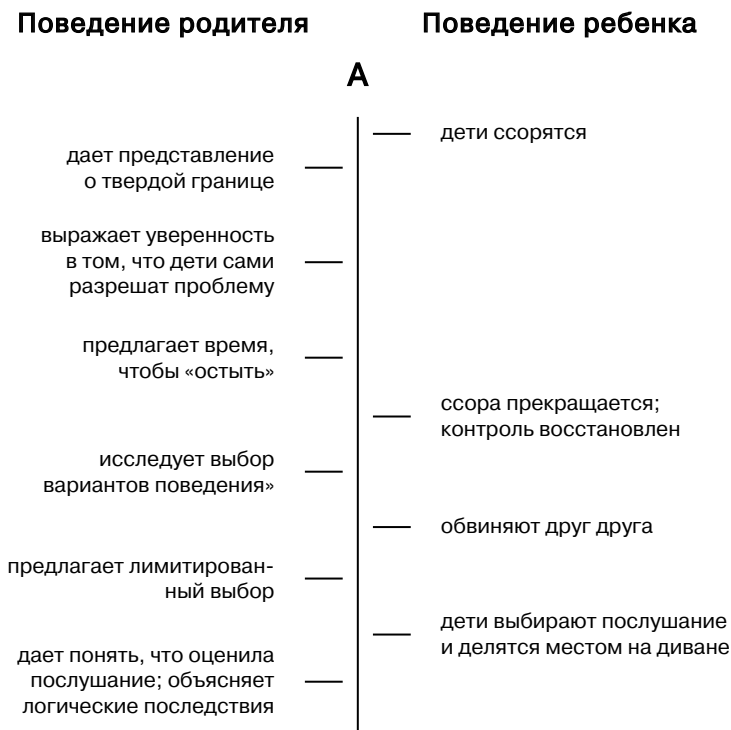 Поведение родителя
Поведение ребенка
А
дети ссорятся
дает представление
о твердой границе
выражает уверенность
в том, что дети сами
разрешат проблему
предлагает время,
чтобы «остыть»
ссора прекращается;
контроль восстановлен
исследует выбор
вариантов поведения»
обвиняют друг друга
предлагает лимитирован-
ный выбор
дети выбирают послушание
и делятся местом на диване
дает понять, что оценила
послушание; объясняет
логические последствия